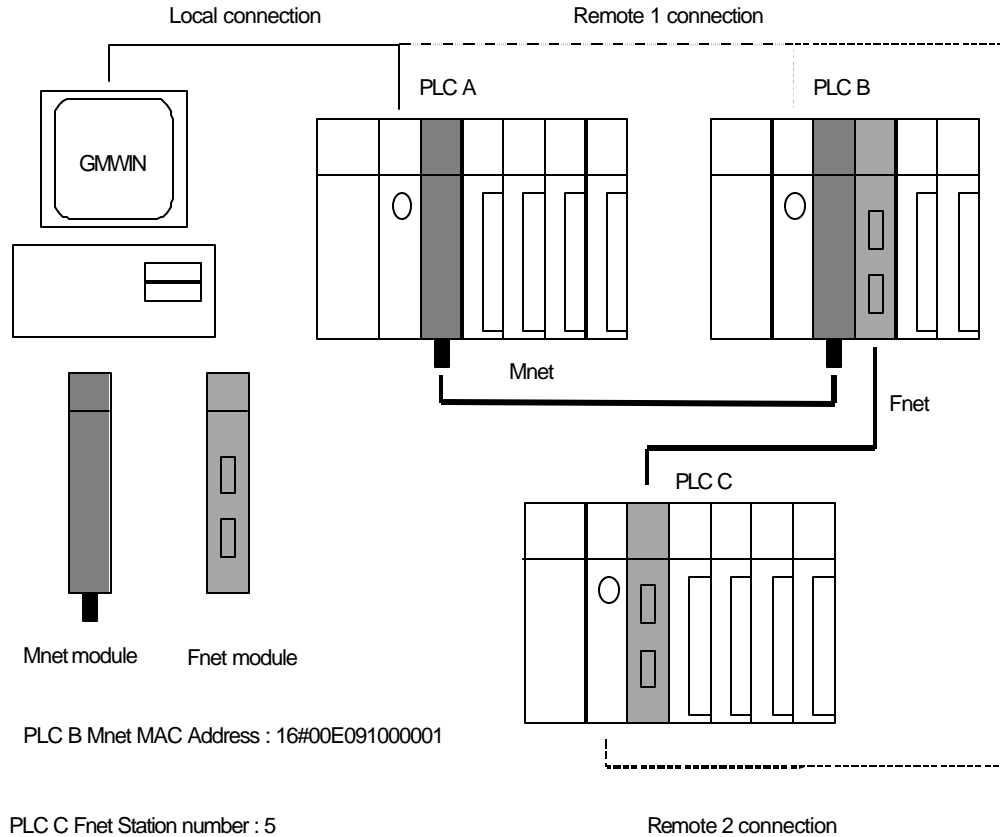 Local connection
Remote 1 connection
PLC A
PLC B
GMWIN
Mnet
Fnet
PLC C
Mnet module
Fnet module
PLC B Mnet MAC Address : 16#00E091000001
PLC C Fnet Station number : 5
Remote 2 connection